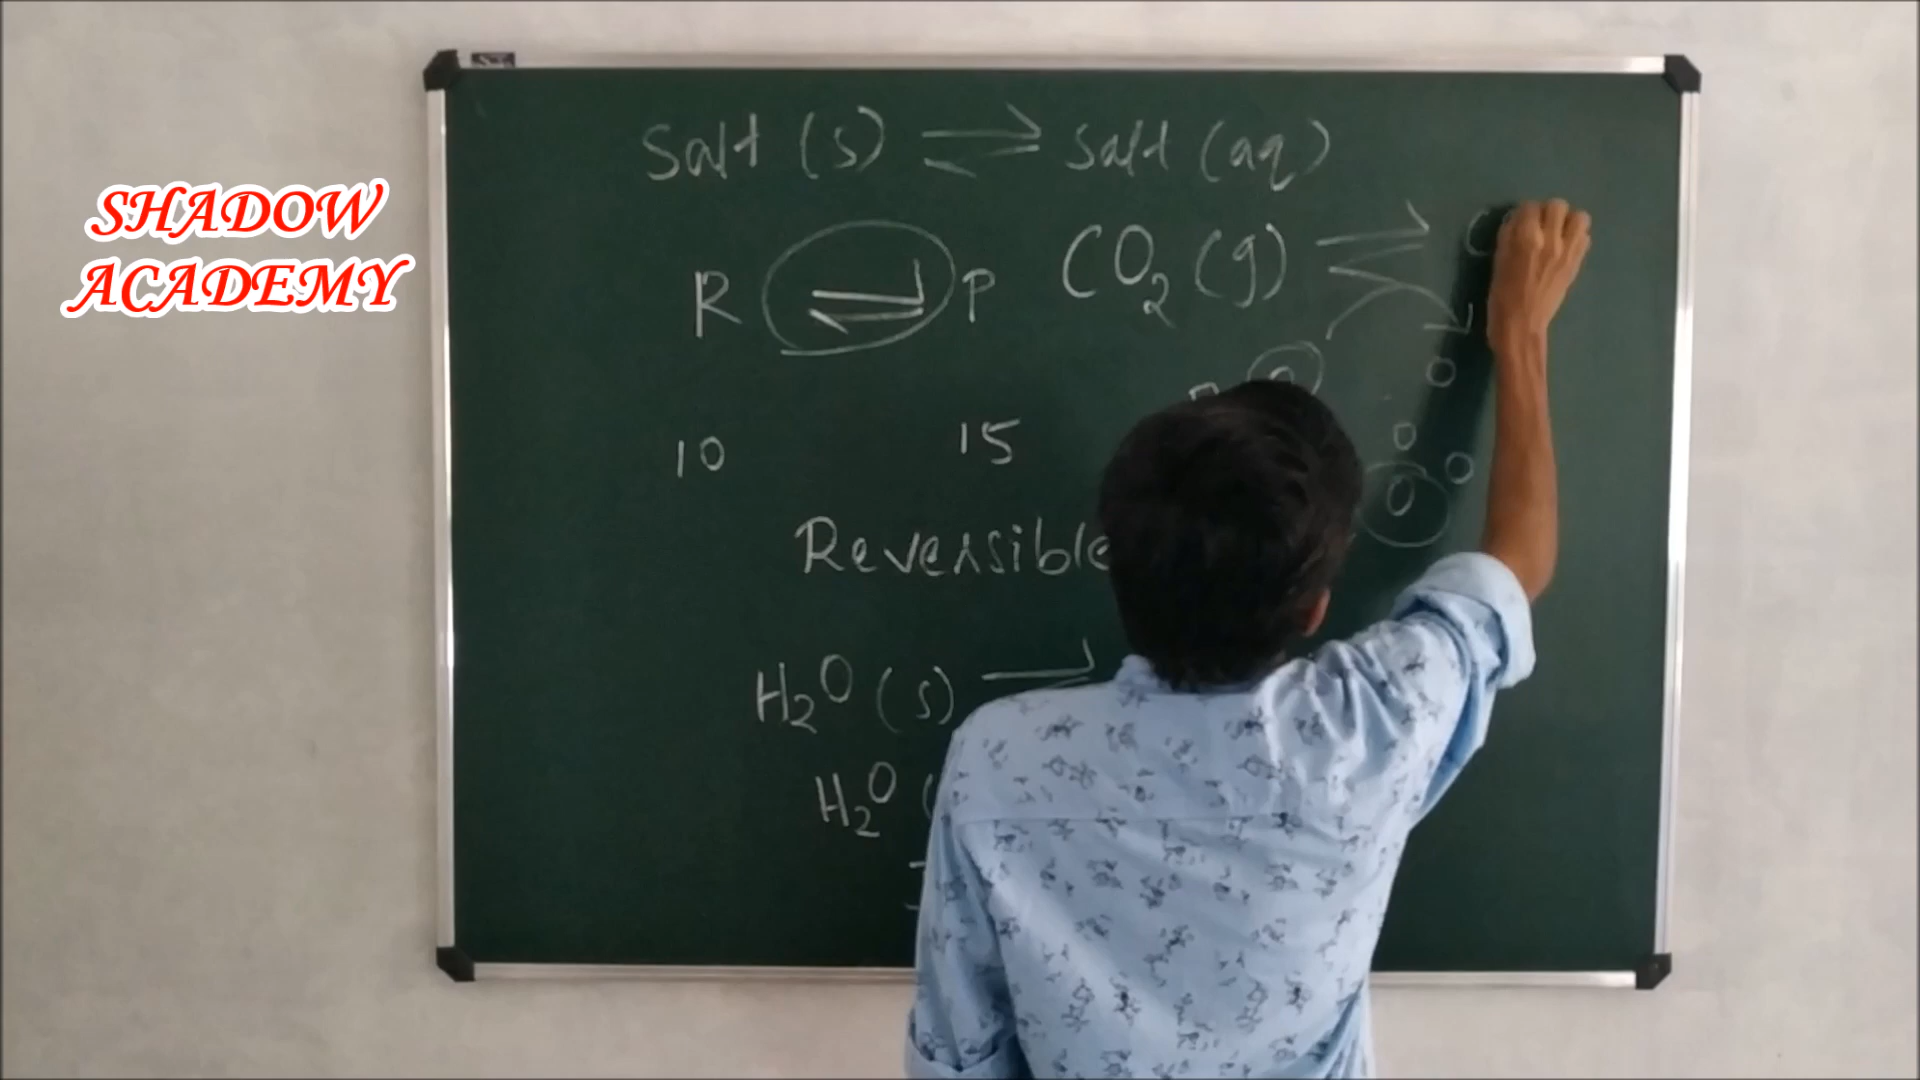 SHADOW
ACADEMY
Salt (s) ⇌ Salt (aq)
R ⇌ P
CO₂ (g) ⇌ C
10 15
Reversible
H₂O (s)
H₂O (